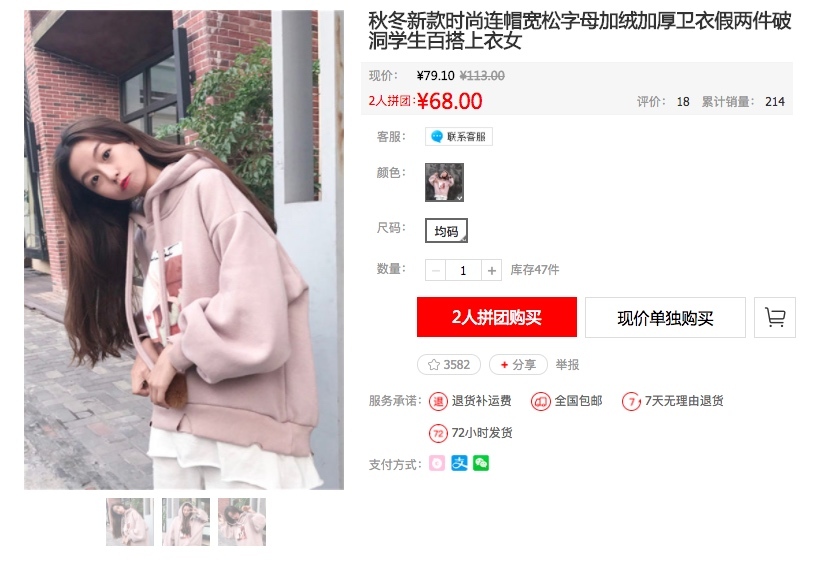 秋冬新款时尚连帽宽松字母加绒加厚卫衣假两件破
洞学生百搭上衣女
现价： ¥79.10 ¥113.00
2人拼团：¥68.00 评价： 18 累计销量： 214
客服： 联系客服
颜色：
尺码： 均码
数量： － 1 + 库存47件
2人拼团购买 现价单独购买
3582 + 分享 举报
服务承诺： 退 退货补运费 全国包邮 7 7天无理由退货
72 72小时发货
支付方式： 支